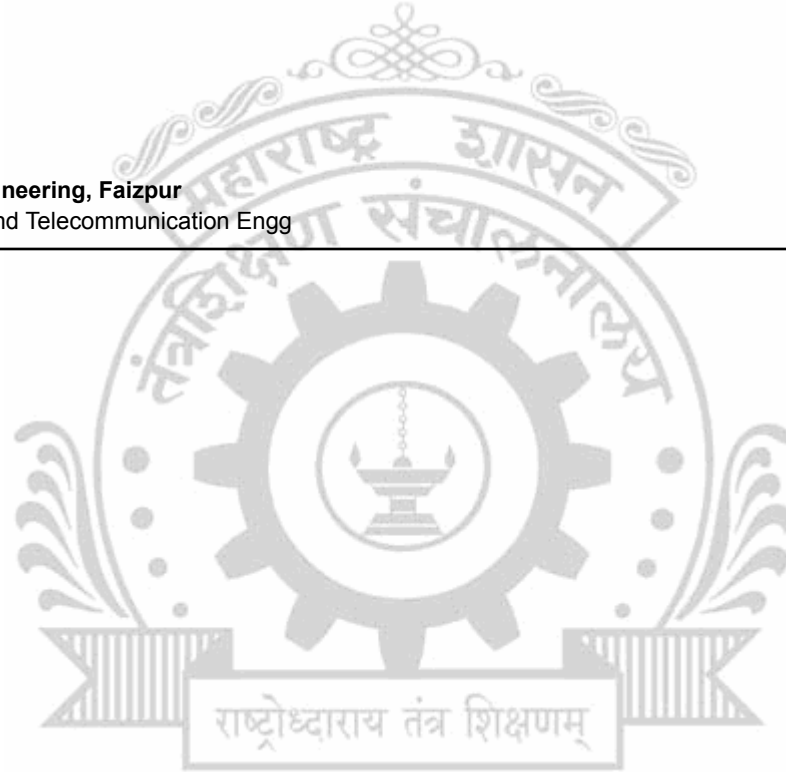 महाराष्ट्र शासन
neering, Faizpur
nd Telecommunication Engg
तंत्रशिक्षण संचालनालय
राष्ट्रोध्दाराय तंत्र शिक्षणम्